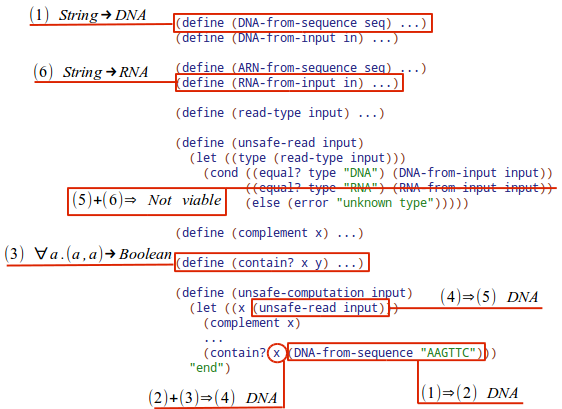 (1) String→DNA
(define (DNA-from-sequence seq) ...)
(define (DNA-from-input in) ...)
(define (ARN-from-sequence seq) ...)
(6) String→RNA
(define (RNA-from-input in) ...)
(define (read-type input) ...)
(define (unsafe-read input)
(let ((type (read-type input)))
(cond ((equal? type "DNA") (DNA-from-input input))
((equal? type "RNA") (RNA-from-input input))
(5)+(6)⇒ Not viable
(else (error "unknown type")))))
(define (complement x) ...)
(3) ∀a.(a,a)→Boolean
(define (contain? x y) ...)
(define (unsafe-computation input)
(let ((x (unsafe-read input))
(4)⇒(5) DNA
(complement x)
...
(contain? x (DNA-from-sequence "AAGTTC")))
"end")
(2)+(3)⇒(4) DNA
(1)⇒(2) DNA